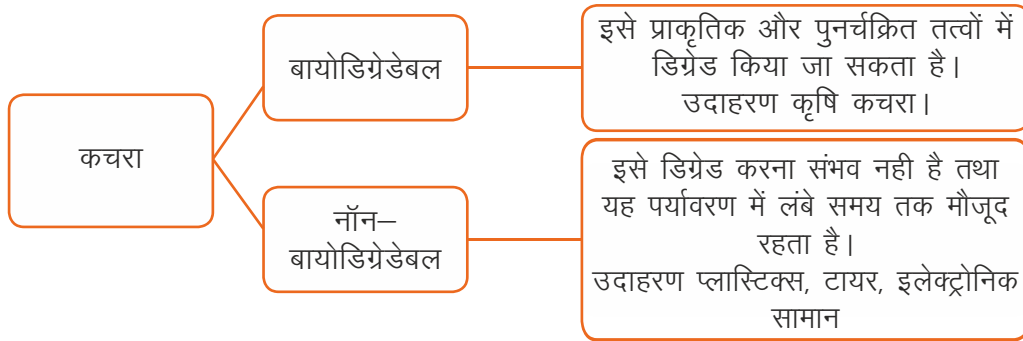 कचरा
बायोडिग्रेडेबल
इसे प्राकृतिक और पुनर्चक्रित तत्वों में
डिग्रेड किया जा सकता है।
उदाहरण कृषि कचरा।
नॉन–
बायोडिग्रेडेबल
इसे डिग्रेड करना संभव नही है तथा
यह पर्यावरण में लंबे समय तक मौजूद
रहता है।
उदाहरण प्लास्टिक्स, टायर, इलेक्ट्रोनिक
सामान